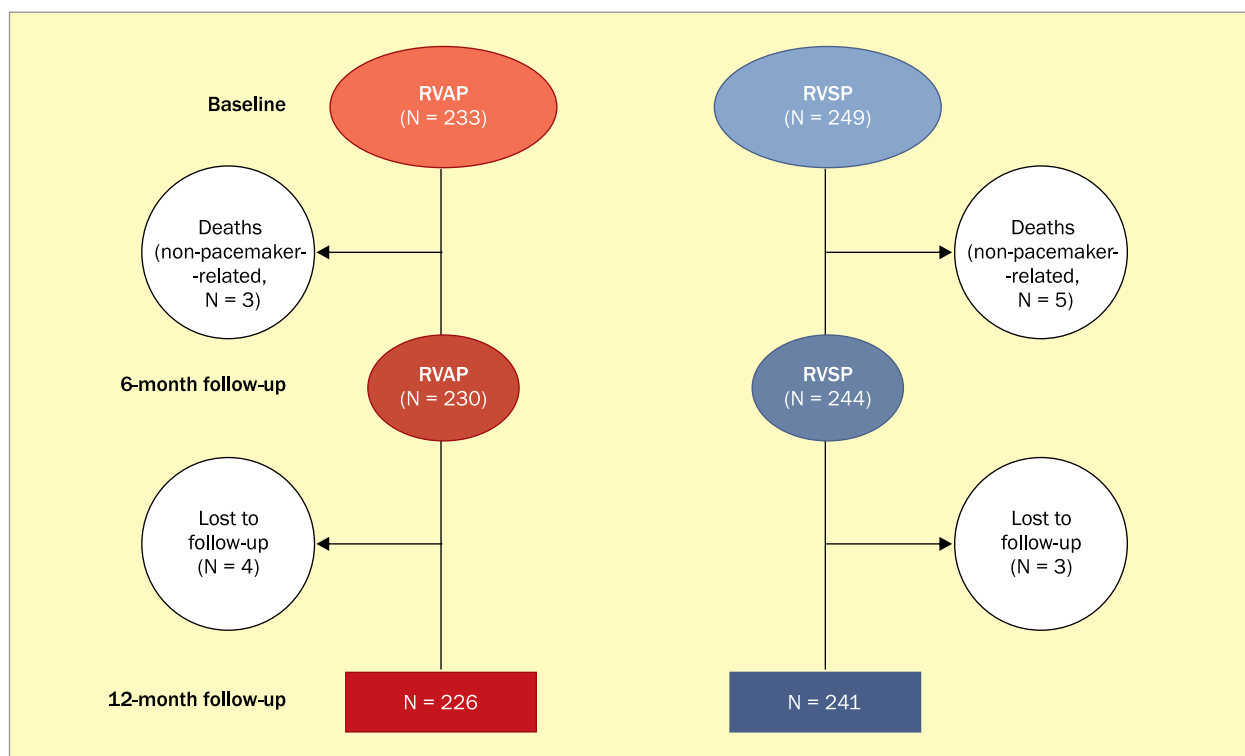 Baseline
RVAP
(N = 233)
RVSP
(N = 249)
Deaths
(non-pacemaker-
-related,
N = 3)
Deaths
(non-pacemaker-
-related,
N = 5)
6-month follow-up
RVAP
(N = 230)
RVSP
(N = 244)
Lost to
follow-up
(N = 4)
Lost to
follow-up
(N = 3)
12-month follow-up
N = 226
N = 241